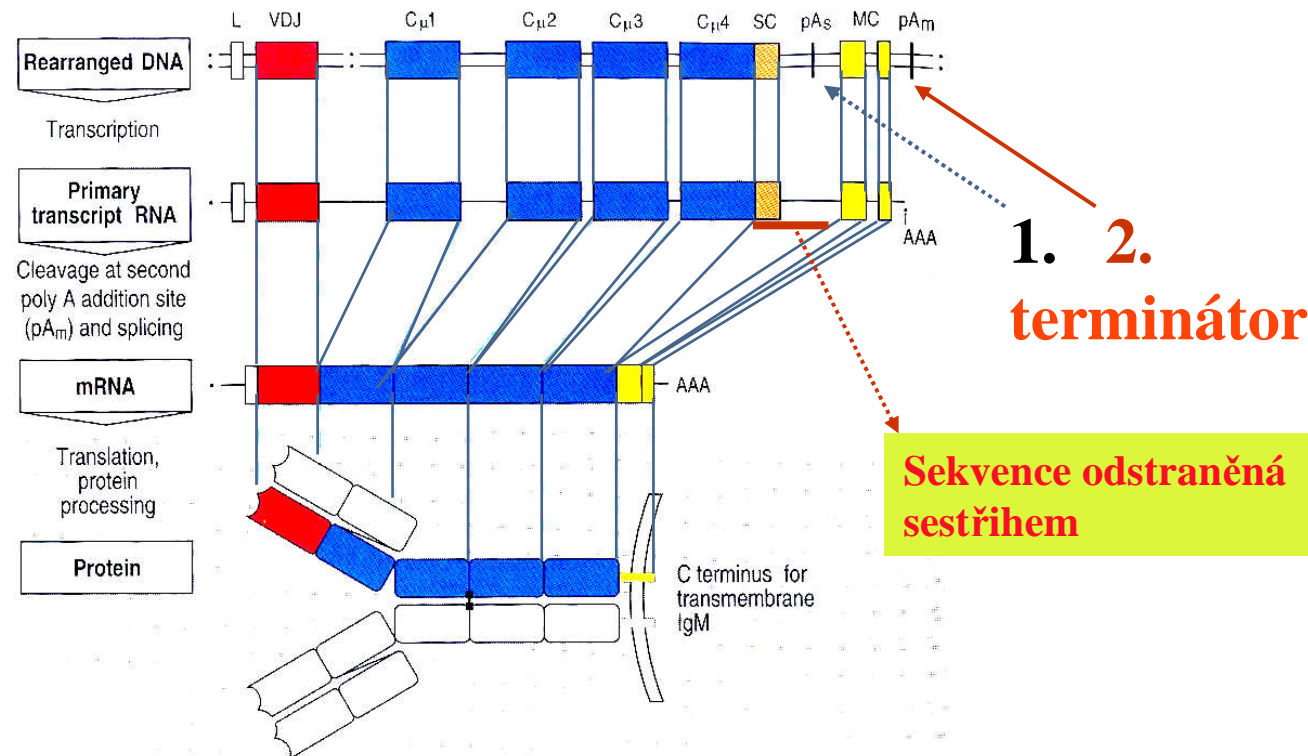 L VDJ Cμ1 Cμ2 Cμ3 Cμ4 SC pAs MC pAm
Rearranged DNA
Transcription
Primary
transcript RNA
AAA
Cleavage at second
poly A addition site
(pAm) and splicing
1. 2.
terminátor
mRNA
AAA
Sekvence odstraněná
sestřihem
Translation,
protein
processing
Protein
C terminus for
transmembrane
IgM